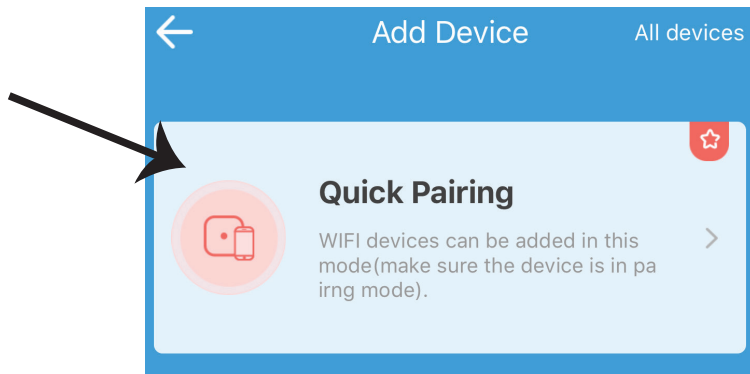 Add Device
All devices
Quick Pairing
WIFI devices can be added in this
mode(make sure the device is in pa
irng mode).